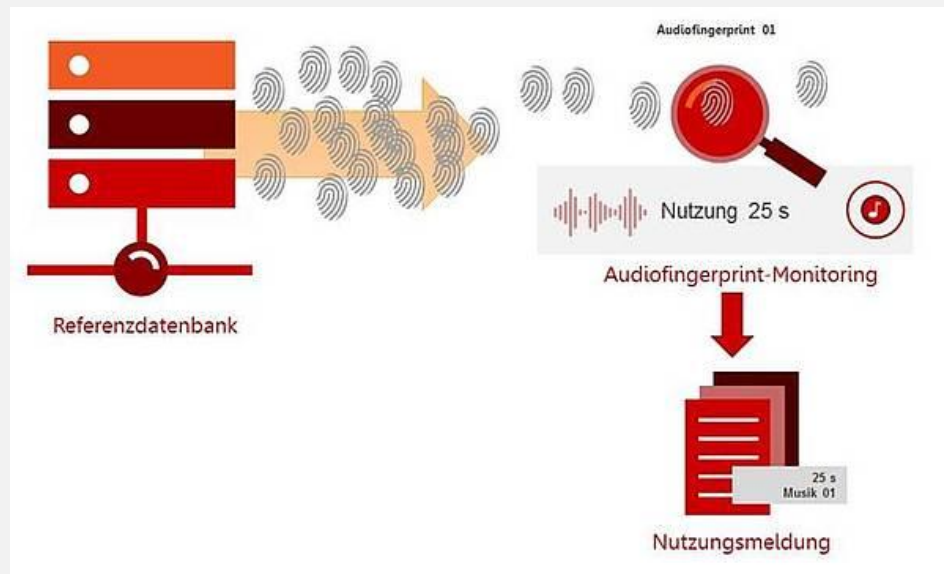 Audiofingerprint 01
Nutzung 25 s
Audiofingerprint-Monitoring
Referenzdatenbank
25 s
Musik 01
Nutzungsmeldung